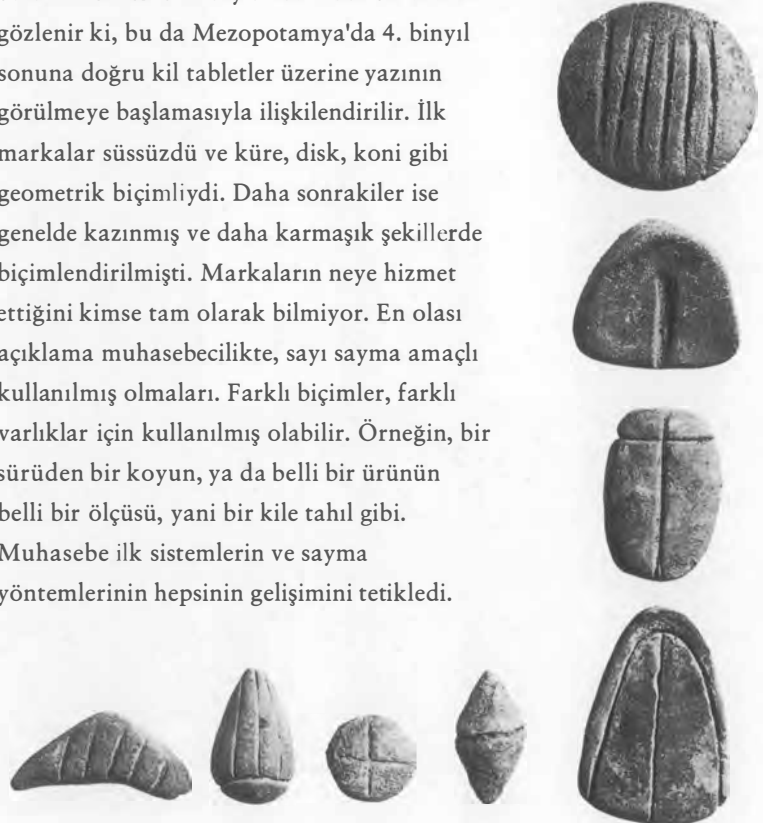 gözlenir ki, bu da Mezopotamya'da 4. binyıl
sonuna doğru kil tabletler üzerine yazının
görülmeye başlamasıyla ilişkilendirilir. İlk
markalar süssüzdü ve küre, disk, koni gibi
geometrik biçimliydi. Daha sonrakiler ise
genelde kazınmış ve daha karmaşık şekillerde
biçimlendirilmişti. Markaların neye hizmet
ettiğini kimse tam olarak bilmiyor. En olası
açıklama muhasebecilikte, sayı sayma amaçlı
kullanılmış olmaları. Farklı biçimler, farklı
varlıklar için kullanılmış olabilir. Örneğin, bir
sürüden bir koyun, ya da belli bir ürünün
belli bir ölçüsü, yani bir kile tahıl gibi.
Muhasebe ilk sistemlerin ve sayma
yöntemlerinin hepsinin gelişimini tetikledi.